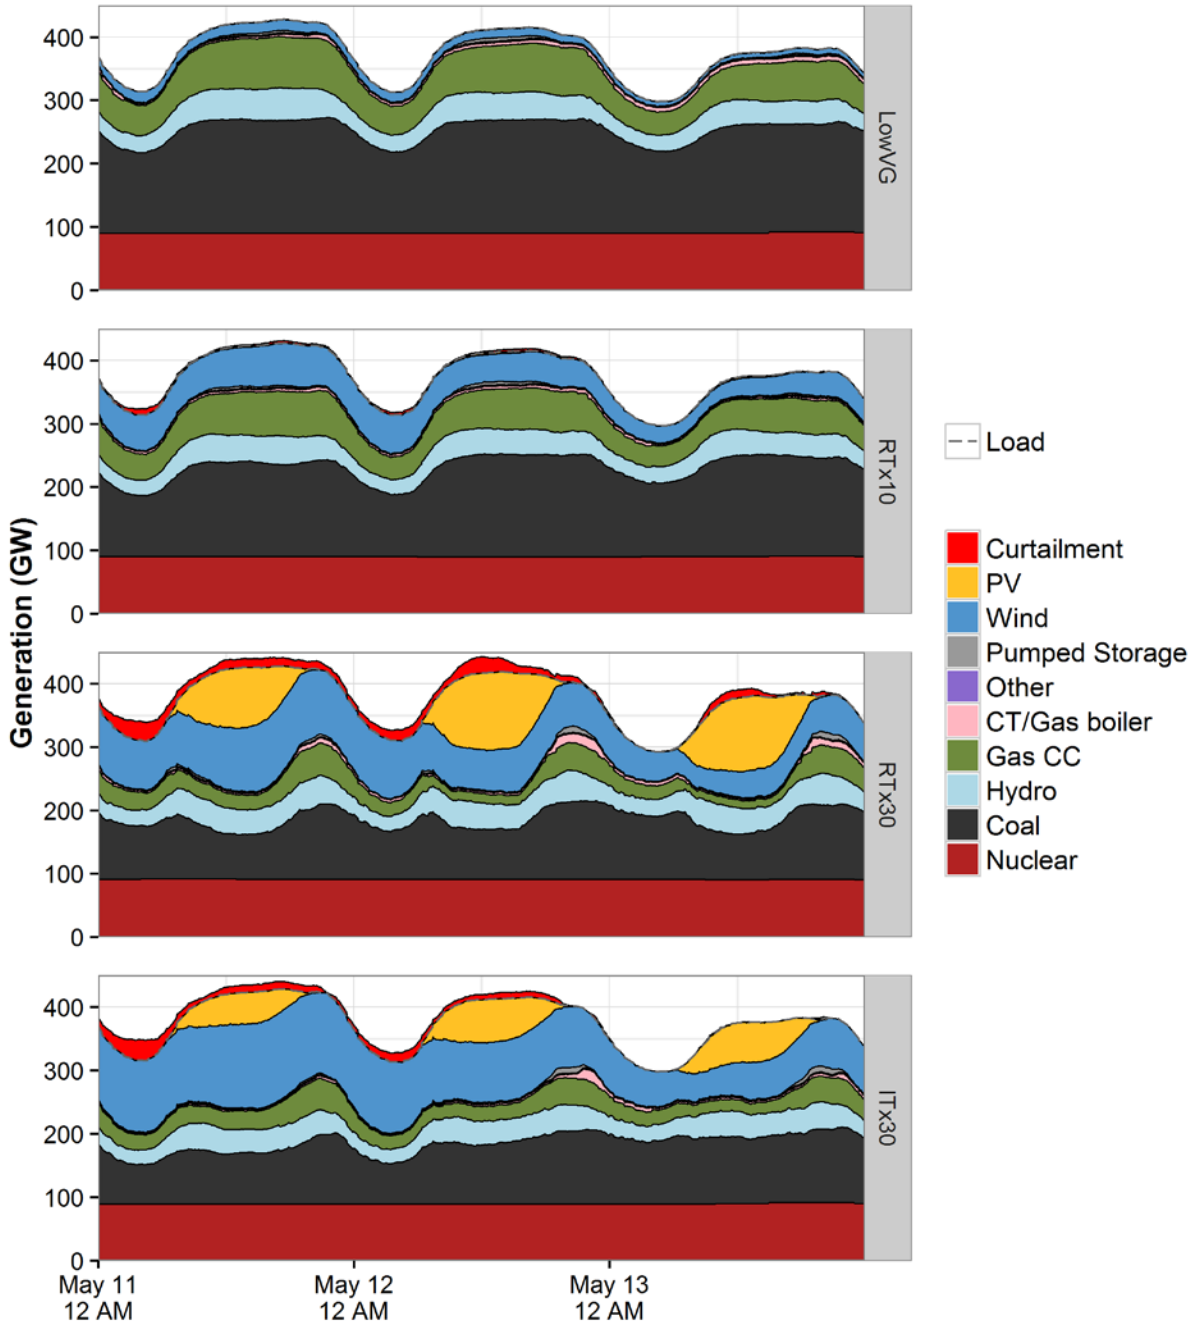 400
300
200
100
0
LowVG
400
300
200
100
0
RTx10
400
300
200
100
0
RTx30
400
300
200
100
0
ITx30
Generation (GW)
May 11
12 AM
May 12
12 AM
May 13
12 AM
Load
Curtailment
PV
Wind
Pumped Storage
Other
CT/Gas boiler
Gas CC
Hydro
Coal
Nuclear